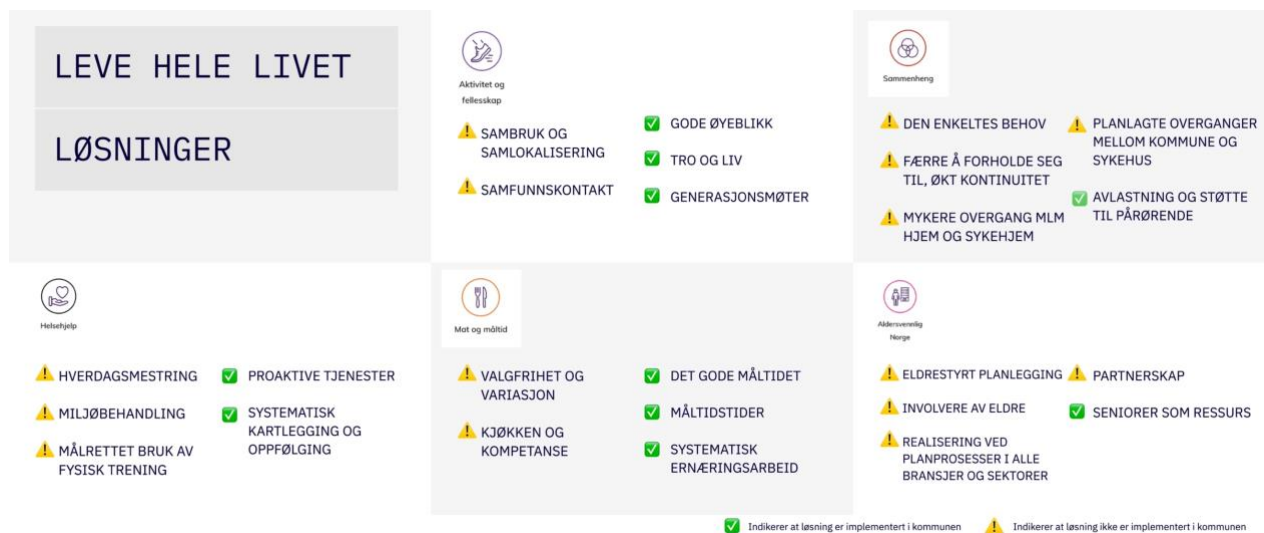 LEVE HELE LIVET
LØSNINGER
Aktivitet og
fellesskap
⚠️ SAMBRUK OG
SAMLOKALISERING
⚠️ SAMFUNNSKONTAKT
✅ GODE ØYEBLIKK
✅ TRO OG LIV
✅ GENERASJONSMØTER
Sammenheng
⚠️ DEN ENKELTES BEHOV
⚠️ FÆRRE Å FORHOLDE SEG
TIL, ØKT KONTINUITET
⚠️ MYKERE OVERGANG MLM
HJEM OG SYKEHJEM
⚠️ PLANLAGTE OVERGANGER
MELLOM KOMMUNE OG
SYKEHUS
✅ AVLASTNING OG STØTTE
TIL PÅRØRENDE
Helsehjelp
⚠️ HVERDAGSMESTRING
⚠️ MILJØBEHANDLING
⚠️ MÅLRETTET BRUK AV
FYSISK TRENING
✅ PROAKTIVE TJENESTER
✅ SYSTEMATISK
KARTLEGGING OG
OPPFØLGING
Mat og måltid
⚠️ VALGFRIHET OG
VARIASJON
⚠️ KJØKKEN OG
KOMPETANSE
✅ DET GODE MÅLTIDET
✅ MÅLTIDSTIDER
✅ SYSTEMATISK
ERNÆRINGSARBEID
Aldersvennlig
Norge
⚠️ ELDRESTYRT PLANLEGGING
⚠️ INVOLVERE AV ELDRE
⚠️ REALISERING VED
PLANPROSESSER I ALLE
BRANSJER OG SEKTORER
⚠️ PARTNERSKAP
✅ SENIORER SOM RESSURS
✅ Indikerer at løsning er implementert i kommunen
⚠️ Indikerer at løsning ikke er implementert i kommunen